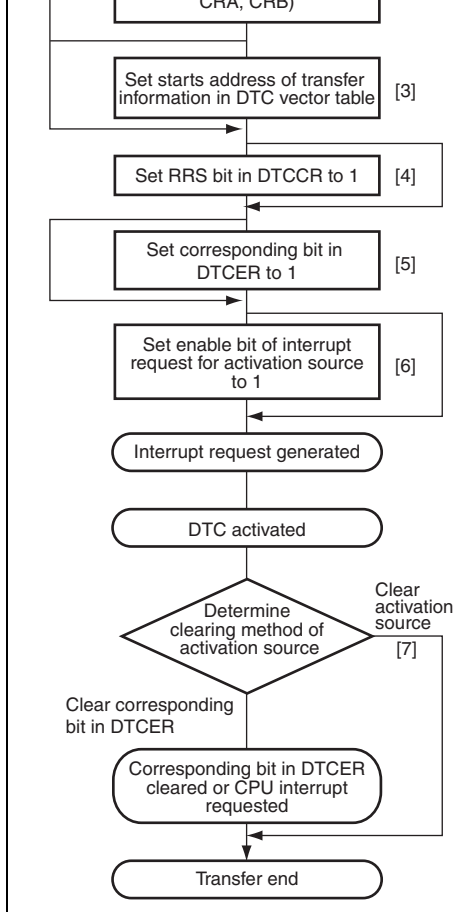 CRA, CRB)
Set starts address of transfer
information in DTC vector table
[3]
Set RRS bit in DTCCR to 1
[4]
Set corresponding bit in
DTCER to 1
[5]
Set enable bit of interrupt
request for activation source
to 1
[6]
Interrupt request generated
DTC activated
Determine
clearing method of
activation source
Clear
activation
source
[7]
Clear corresponding
bit in DTCER
Corresponding bit in DTCER
cleared or CPU interrupt
requested
Transfer end